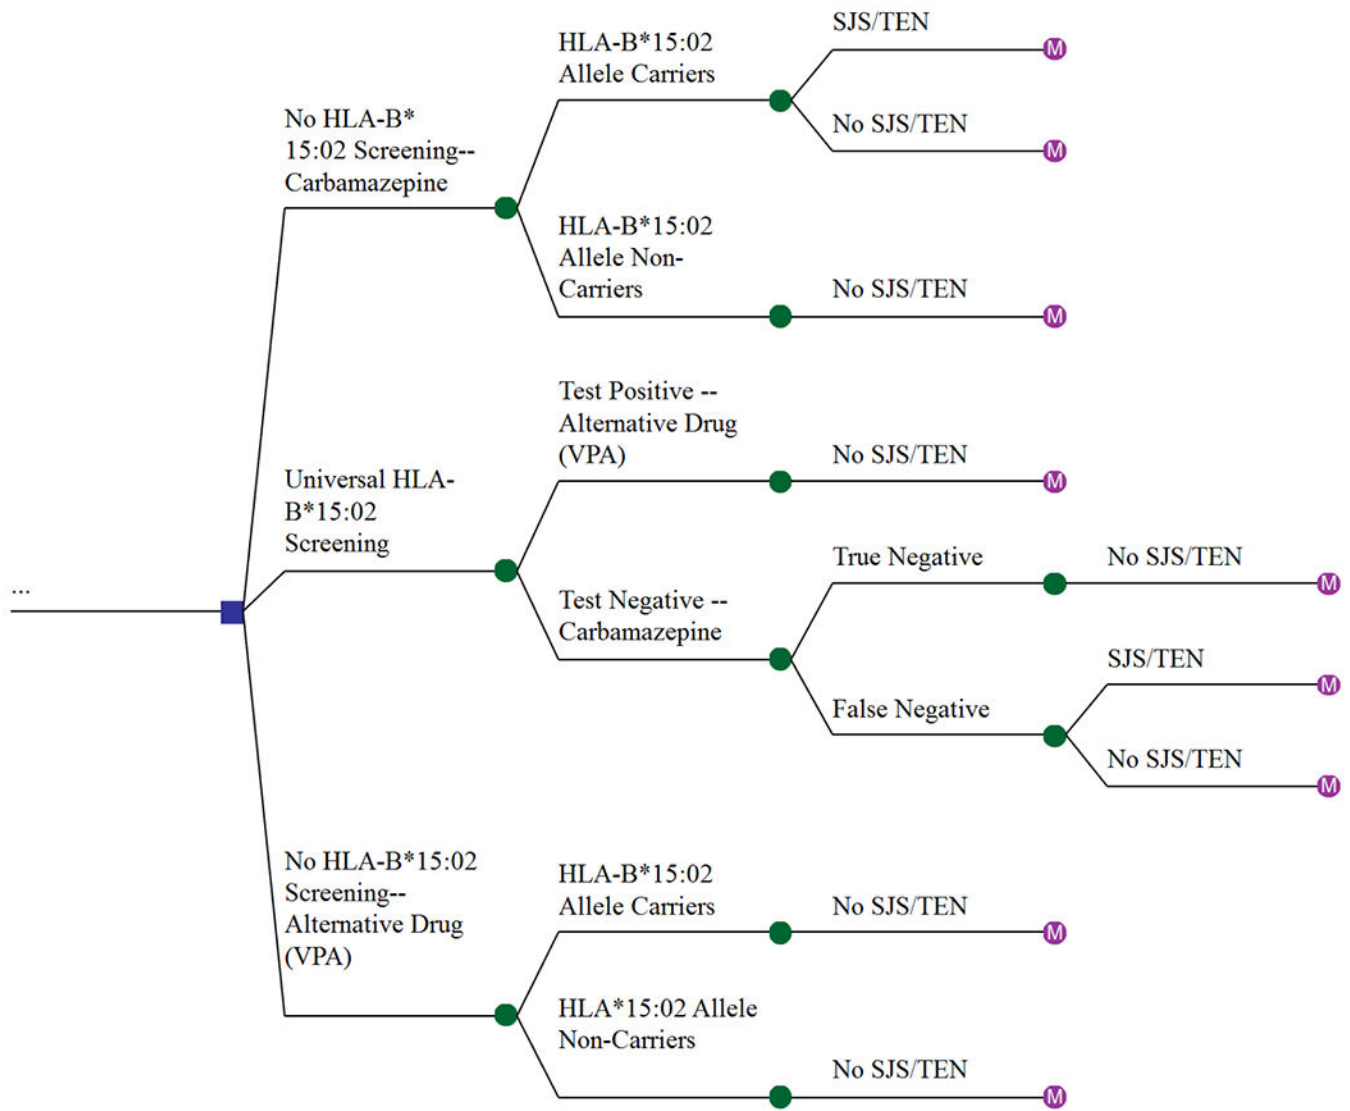 SJS/TEN
M
HLA-B*15:02
Allele Carriers
No SJS/TEN
M
No HLA-B*
15:02 Screening--
Carbamazepine
HLA-B*15:02
Allele Non-
Carriers
No SJS/TEN
M
Test Positive --
Alternative Drug
(VPA)
No SJS/TEN
M
Universal HLA-
B*15:02
Screening
...
True Negative
No SJS/TEN
M
Test Negative --
Carbamazepine
SJS/TEN
M
False Negative
No SJS/TEN
M
No HLA-B*15:02
Screening--
Alternative Drug
(VPA)
HLA-B*15:02
Allele Carriers
No SJS/TEN
M
HLA*15:02 Allele
Non-Carriers
No SJS/TEN
M